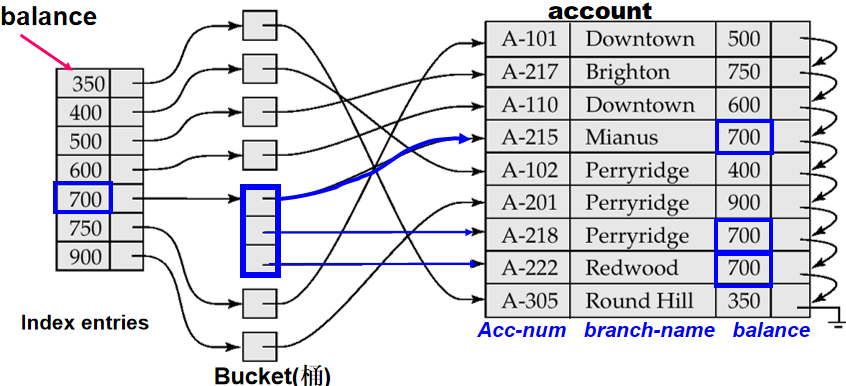 balance
350
400
500
600
700
750
900
Index entries
Bucket(桶)
account
A-101 Downtown 500
A-217 Brighton 750
A-110 Downtown 600
A-215 Mianus 700
A-102 Perryridge 400
A-201 Perryridge 900
A-218 Perryridge 700
A-222 Redwood 700
A-305 Round Hill 350
Acc-num branch-name balance